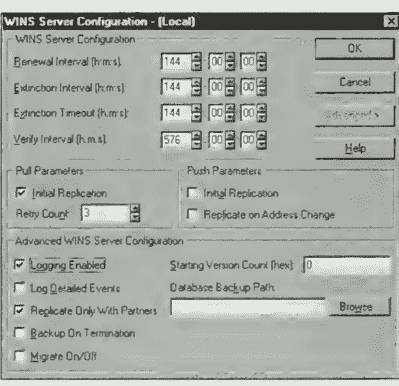 WINS Server Configuration - (Local)
WINS Server Configuration
Renewal Interval (h:m:s): 144 : 00 : 00
Extinction Interval (h:m:s): 144 : 00 : 00
Extinction Timeout (h:m:s): 144 : 00 : 00
Verify Interval (h:m:s): 576 : 00 : 00
OK
Cancel
Advanced >
Help
Pull Parameters
Initial Replication
Retry Count: 3
Push Parameters
Initial Replication
Replicate on Address Change
Advanced WINS Server Configuration
Logging Enabled
Log Detailed Events
Replicate Only With Partners
Backup On Termination
Migrate On/Off
Starting Version Count (hex): 0
Database Backup Path:
Browse